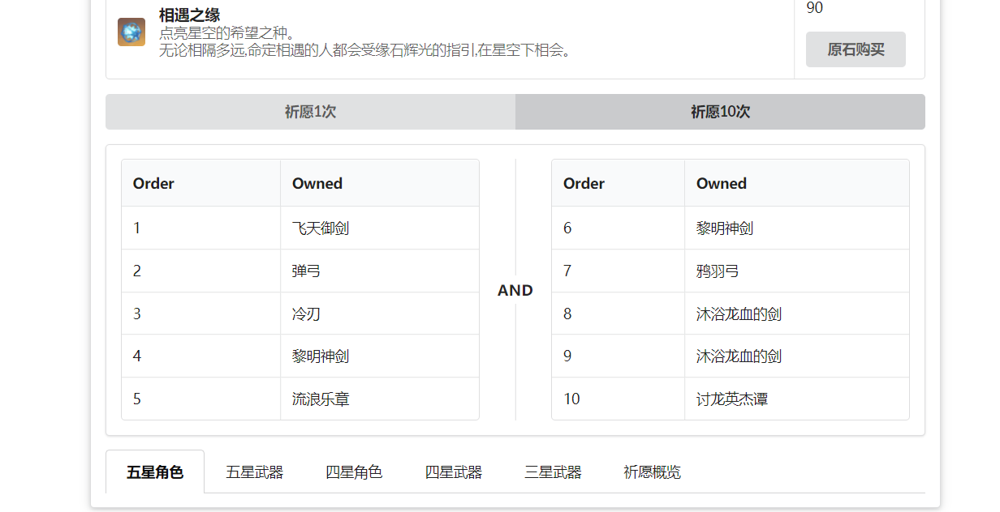 相遇之缘
点亮星空的希望之种。
无论相隔多远,命定相遇的人都会受缘石辉光的指引,在星空下相会。
90
原石购买
祈愿1次 祈愿10次
Order Owned
1 飞天御剑
2 弹弓
3 冷刃
4 黎明神剑
5 流浪乐章
AND
Order Owned
6 黎明神剑
7 鸦羽弓
8 沐浴龙血的剑
9 沐浴龙血的剑
10 讨龙英杰谭
五星角色 五星武器 四星角色 四星武器 三星武器 祈愿概览